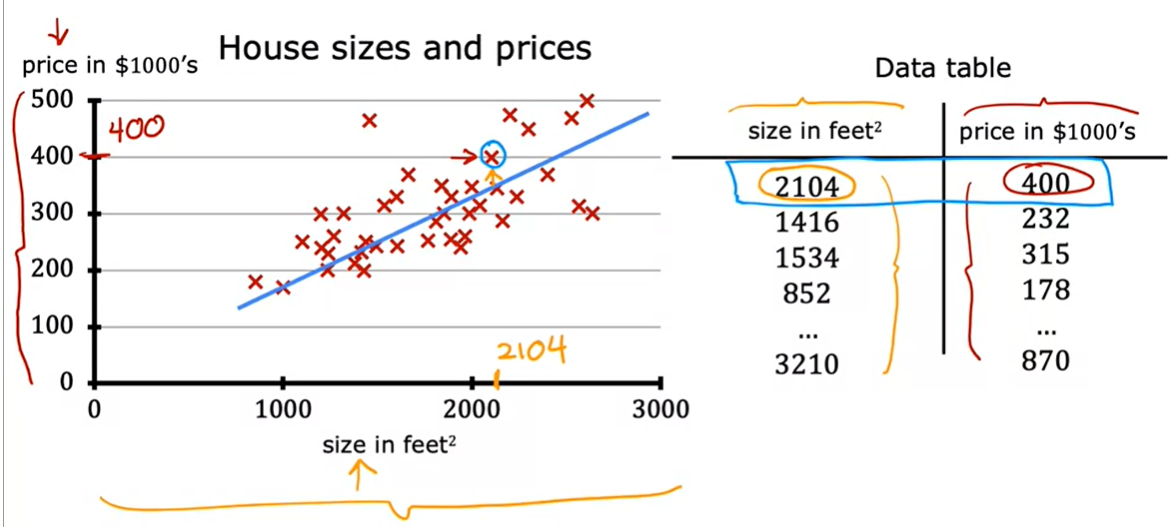 House sizes and prices
price in $1000's
500
400
400
300
200
100
0
0 1000 2000 3000
2104
size in feet²
Data table
size in feet² price in $1000's
2104 400
1416 232
1534 315
852 178
... ...
3210 870